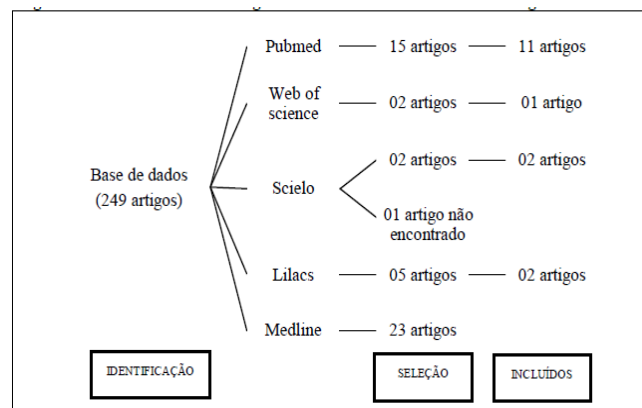 Pubmed
15 artigos
11 artigos
Web of
science
02 artigos
01 artigo
02 artigos
02 artigos
Base de dados
(249 artigos)
Scielo
01 artigo não
encontrado
Lilacs
05 artigos
02 artigos
Medline
23 artigos
IDENTIFICAÇÃO
SELEÇÃO
INCLUÍDOS